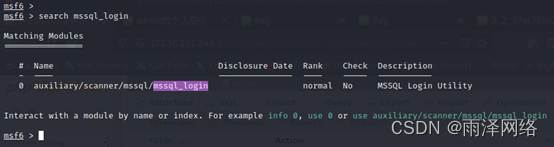 msf6 >
msf6 > search mssql_login
Matching Modules
================
# Name Disclosure Date Rank Check Description
- ---- --------------- ---- ----- -----------
0 auxiliary/scanner/mssql/mssql_login normal No MSSQL Login Utility
Interact with a module by name or index. For example info 0, use 0 or use auxiliary/scanner/mssql/mssql_login
msf6 >
CSDN @雨泽网络